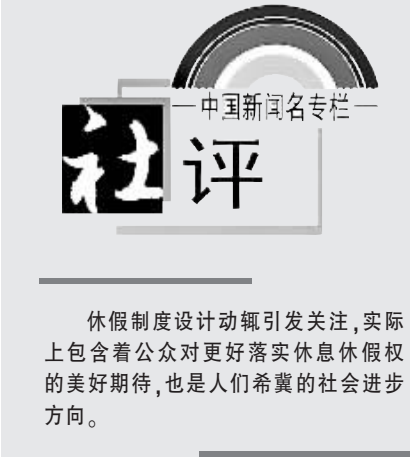 中国新闻名专栏
社评
休假制度设计动辄引发关注,实际
上包含着公众对更好落实休息休假权
的美好期待,也是人们希冀的社会进步
方向。